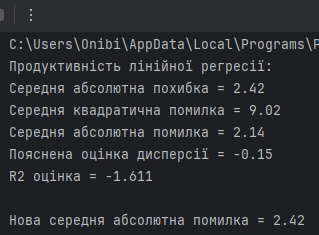 C:\Users\Onibi\AppData\Local\Programs\P
Продуктивність лінійної регресії:
Середня абсолютна похибка = 2.42
Середня квадратична помилка = 9.02
Середня абсолютна помилка = 2.14
Пояснена оцінка дисперсії = -0.15
R2 оцінка = -1.611
Нова середня абсолютна помилка = 2.42